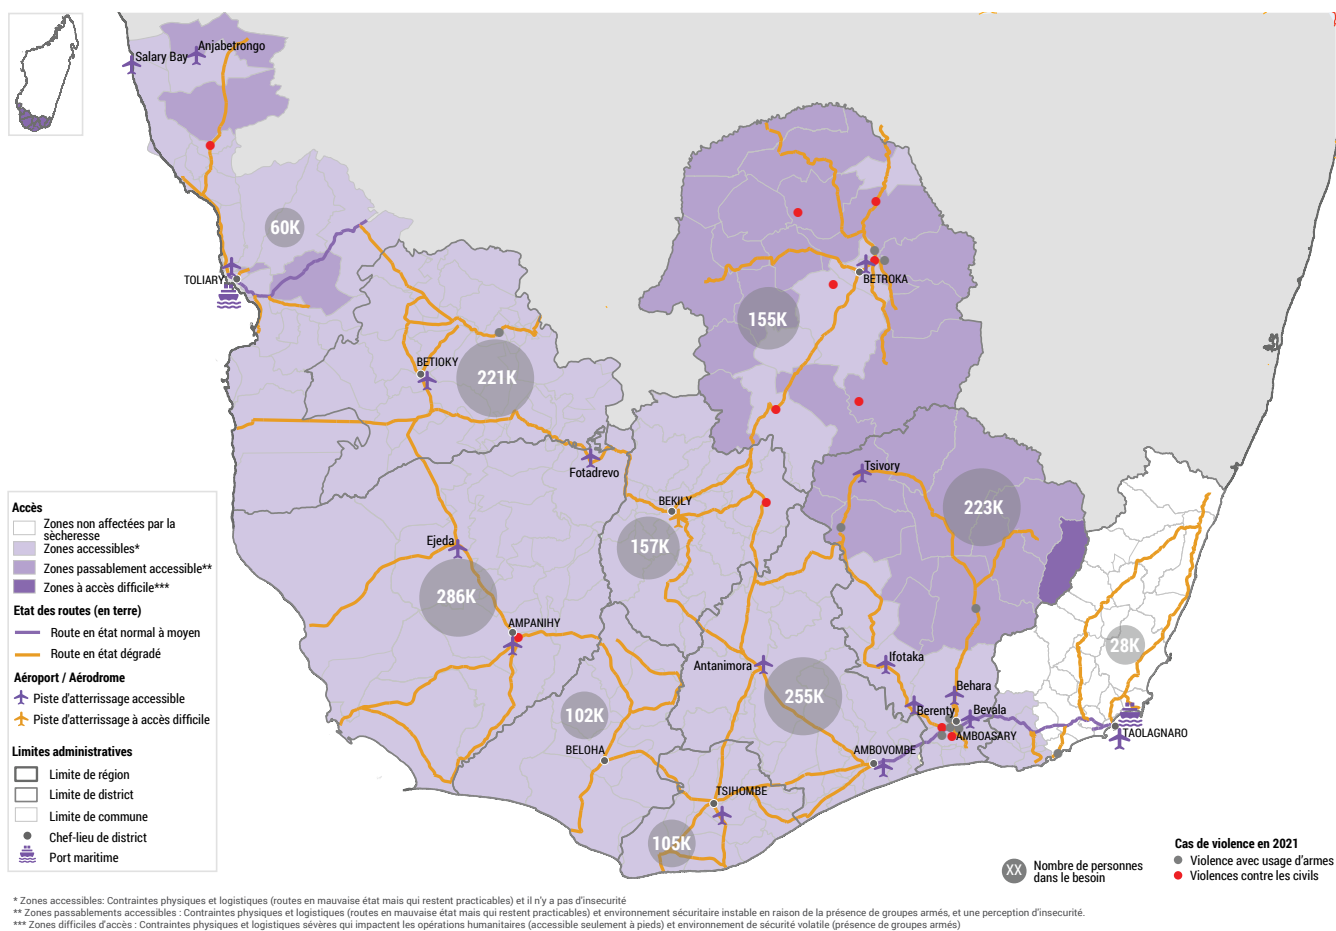 Salary Bay
Anjabetrongo
60K
TOLIARY
BETROKA
155K
BETIOKY
221K
Fotadrevo
Tsivory
223K
BEKILY
157K
Ejeda
286K
AMPANIHY
28K
Antanimora
Ifotaka
255K
Behara
Berenty
Bevala
102K
AMBOASARY
TAOLAGNARO
BELOHA
AMBOVOMBE
TSIHOMBE
105K
Accès
Zones non affectées par la
sècheresse
Zones accessibles*
Zones passablement accessible**
Zones à accès difficile***
Etat des routes (en terre)
Route en état normal à moyen
Route en état dégradé
Aéroport / Aérodrome
Piste d'atterrissage accessible
Piste d'atterrissage à accès difficile
Limites administratives
Limite de région
Limite de district
Limite de commune
Chef-lieu de district
Port maritime
XX
Nombre de personnes
dans le besoin
Cas de violence en 2021
Violence avec usage d'armes
Violences contre les civils
* Zones accessibles: Contraintes physiques et logistiques (routes en mauvaise état mais qui restent practicables) et il n'y a pas d'insecurité
** Zones passablements accessibles : Contraintes physiques et logistiques (routes en mauvaise état mais qui restent practicables) et environnement sécuritaire instable en raison de la présence de groupes armés, et une perception d'insecurité.
*** Zones difficiles d'accès : Contraintes physiques et logistiques sévères qui impactent les opérations humanitaires (accessible seulement à pieds) et environnement de sécurité volatile (présence de groupes armés)